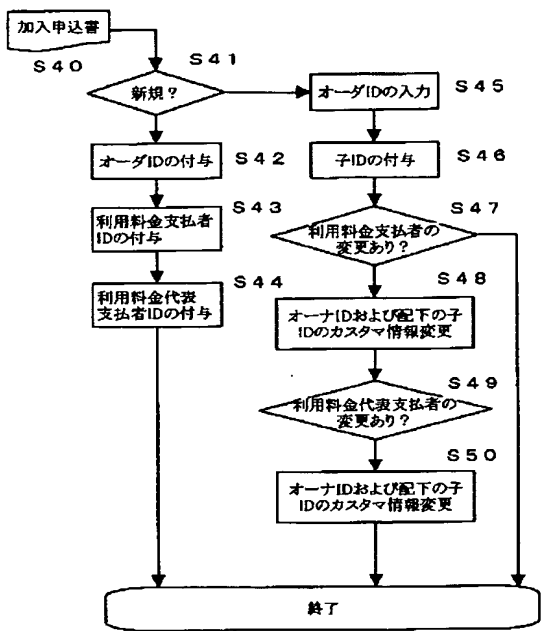 加入申込書
S40
S41
新規？
オーダIDの付与
S42
利用料金支払者
IDの付与
S43
利用料金代表
支払者IDの付与
S44
オーダIDの入力
S45
子IDの付与
S46
利用料金支払者の
変更あり？
S47
オーナIDおよび配下の子
IDのカスタマ情報変更
S48
利用料金代表支払者の
変更あり？
S49
オーナIDおよび配下の子
IDのカスタマ情報変更
S50
終了